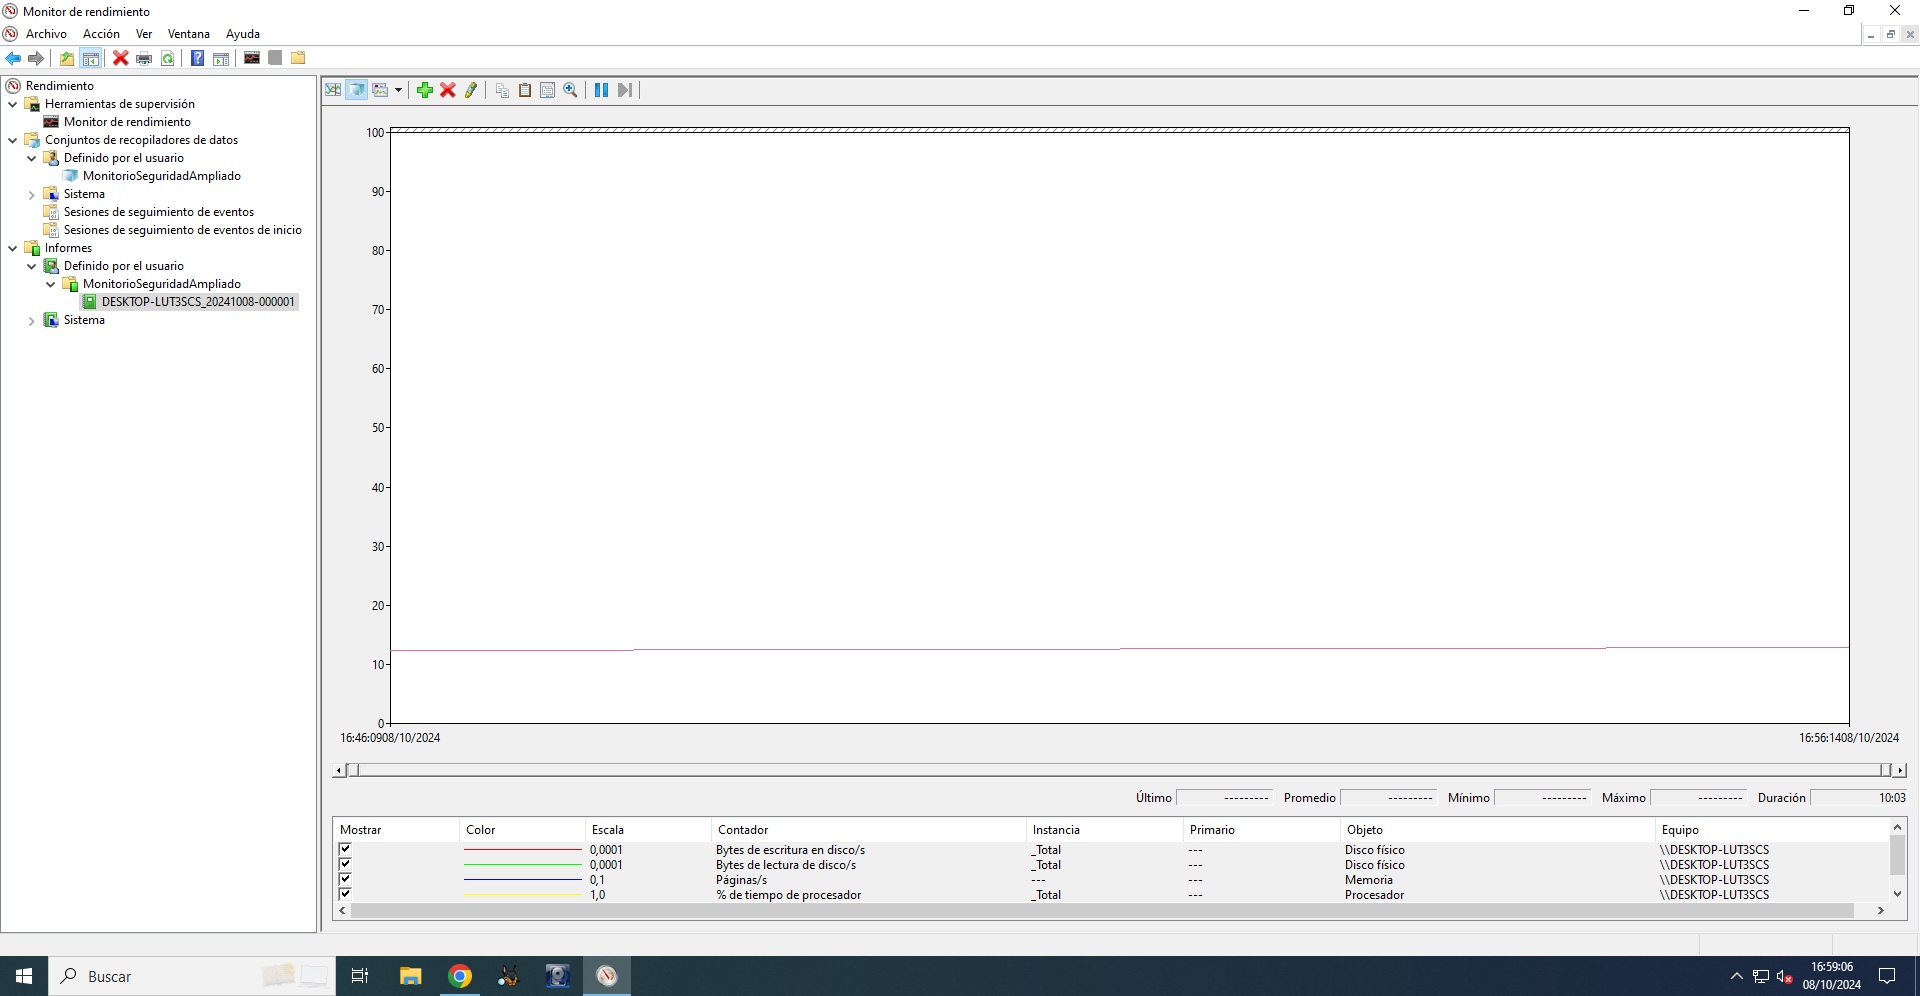 Monitor de rendimiento
Archivo Acción Ver Ventana Ayuda
Rendimiento
Herramientas de supervisión
Monitor de rendimiento
Conjuntos de recopiladores de datos
Definido por el usuario
MonitorioSeguridadAmpliado
Sistema
Sesiones de seguimiento de eventos
Sesiones de seguimiento de eventos de inicio
Informes
Definido por el usuario
MonitorioSeguridadAmpliado
DESKTOP-LUT3SCS_20241008-000001
Sistema
100
90
80
70
60
50
40
30
20
10
0
16:46:0908/10/2024 16:56:1408/10/2024
Último --------- Promedio --------- Mínimo --------- Máximo --------- Duración 10:03
Mostrar Color Escala Contador Instancia Primario Objeto Equipo
0,0001 Bytes de escritura en disco/s _Total --- Disco físico \\DESKTOP-LUT3SCS
0,0001 Bytes de lectura de disco/s _Total --- Disco físico \\DESKTOP-LUT3SCS
0,1 Páginas/s --- --- Memoria \\DESKTOP-LUT3SCS
1,0 % de tiempo de procesador _Total --- Procesador \\DESKTOP-LUT3SCS
Buscar
16:59:06
08/10/2024